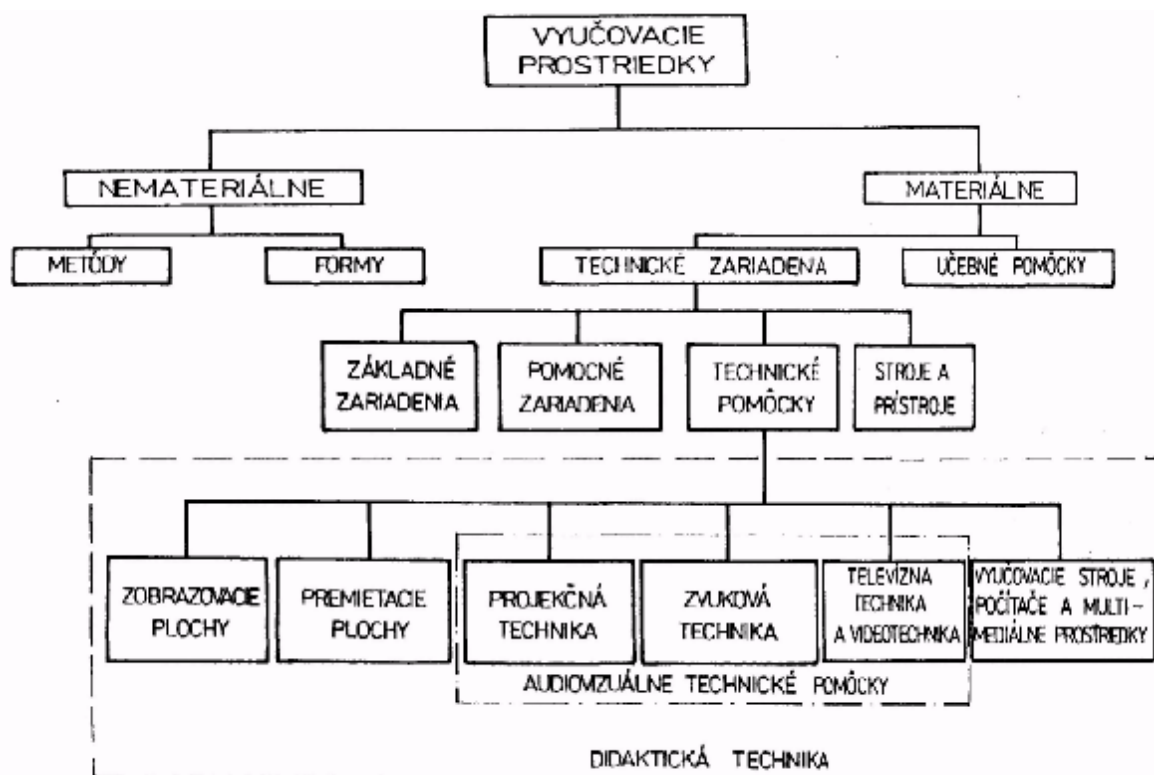 VYUČOVACIE
PROSTRIEDKY
NEMATERIÁLNE
MATERIÁLNE
METÓDY
FORMY
TECHNICKÉ ZARIADENA
UČEBNÉ POMÔCKY
ZÁKLADNÉ
ZARIADENIA
POMOCNÉ
ZARIADENIA
TECHNICKÉ
POMÔCKY
STROJE A
PRÍSTROJE
ZOBRAZOVACIE
PLOCHY
PREMIETACIE
PLOCHY
PROJEKČNÁ
TECHNIKA
ZVUKOVÁ
TECHNIKA
TELEVÍZNA
TECHNIKA
A VIDEOTECHNIKA
VYUČOVACIE STROJE,
POČÍTAČE A MULTI-
MEDIÁLNE PROSTRIEDKY
AUDIOVIZUÁLNE TECHNICKÉ POMÔCKY
DIDAKTICKÁ TECHNIKA